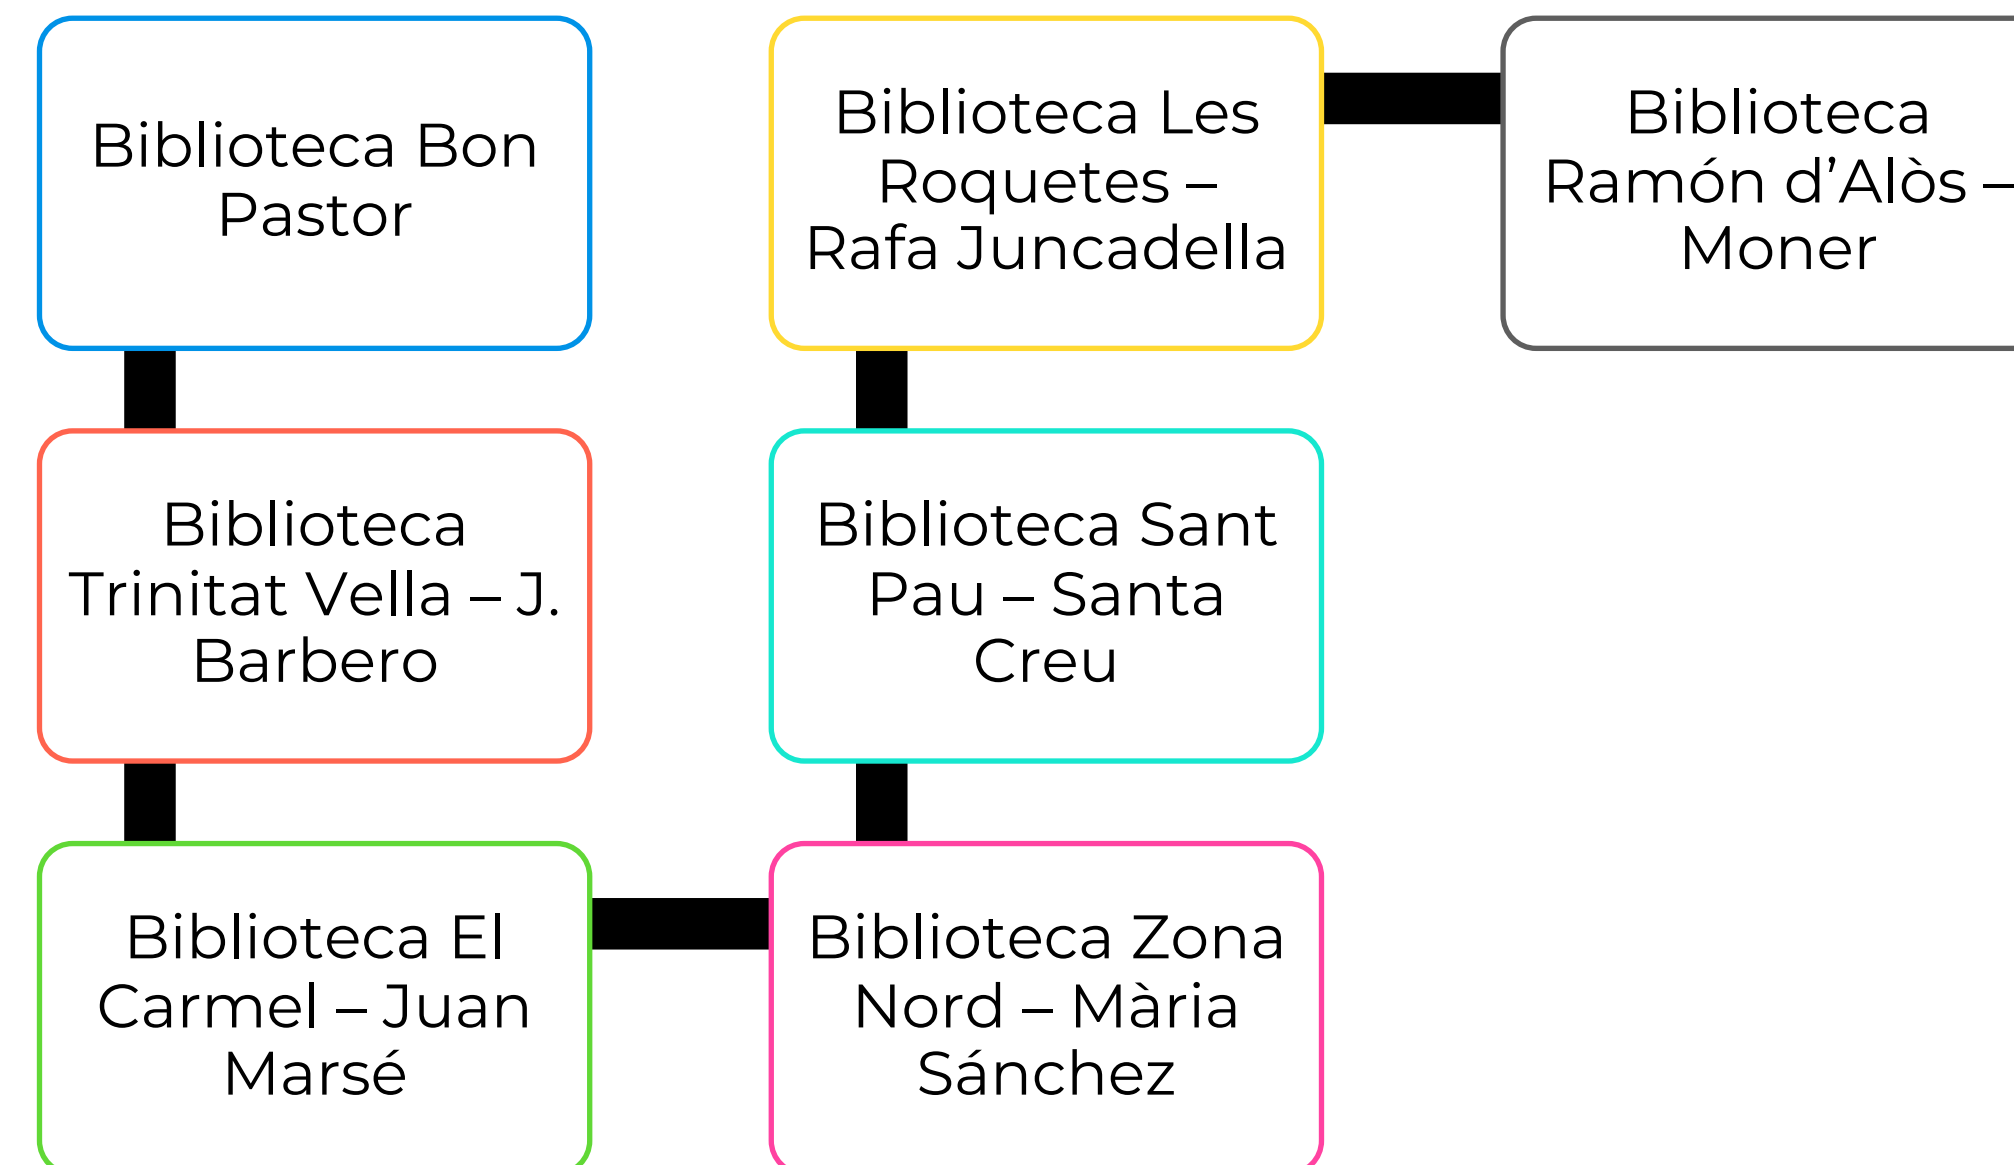 Biblioteca Bon
Pastor
Biblioteca
Trinitat Vella – J.
Barbero
Biblioteca El
Carmel – Juan
Marsé
Biblioteca Zona
Nord – Mària
Sánchez
Biblioteca Sant
Pau – Santa
Creu
Biblioteca Les
Roquetes –
Rafa Juncadella
Biblioteca
Ramón d’Alòs –
Moner